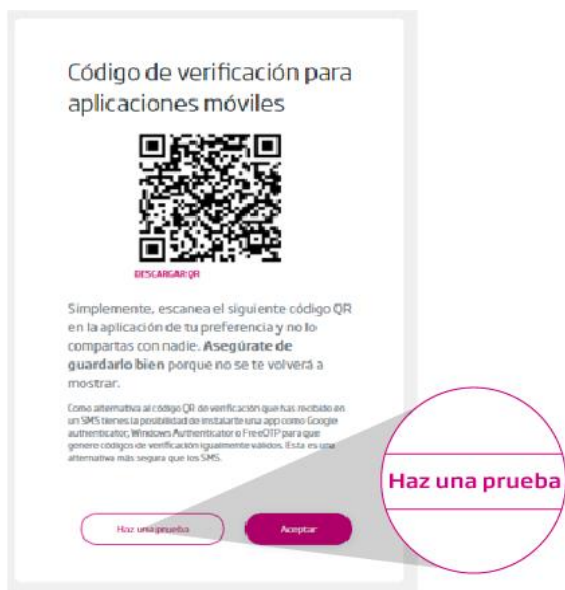 Código de verificación para
aplicaciones móviles
DESCARGAR QR
Simplemente, escanea el siguiente código QR
en la aplicación de tu preferencia y no lo
compartas con nadie. Asegúrate de
guardarlo bien porque no se te volverá a
mostrar.
Como alternativa al código QR de verificación que has recibido en
un SMS tienes la posibilidad de instalarte una app como Google
authenticator, Windows Authenticator o FreeOTP para que
genere códigos de verificación igualmente válidos. Esta es una
alternativa más segura que los SMS.
Haz una prueba
Aceptar
Haz una prueba